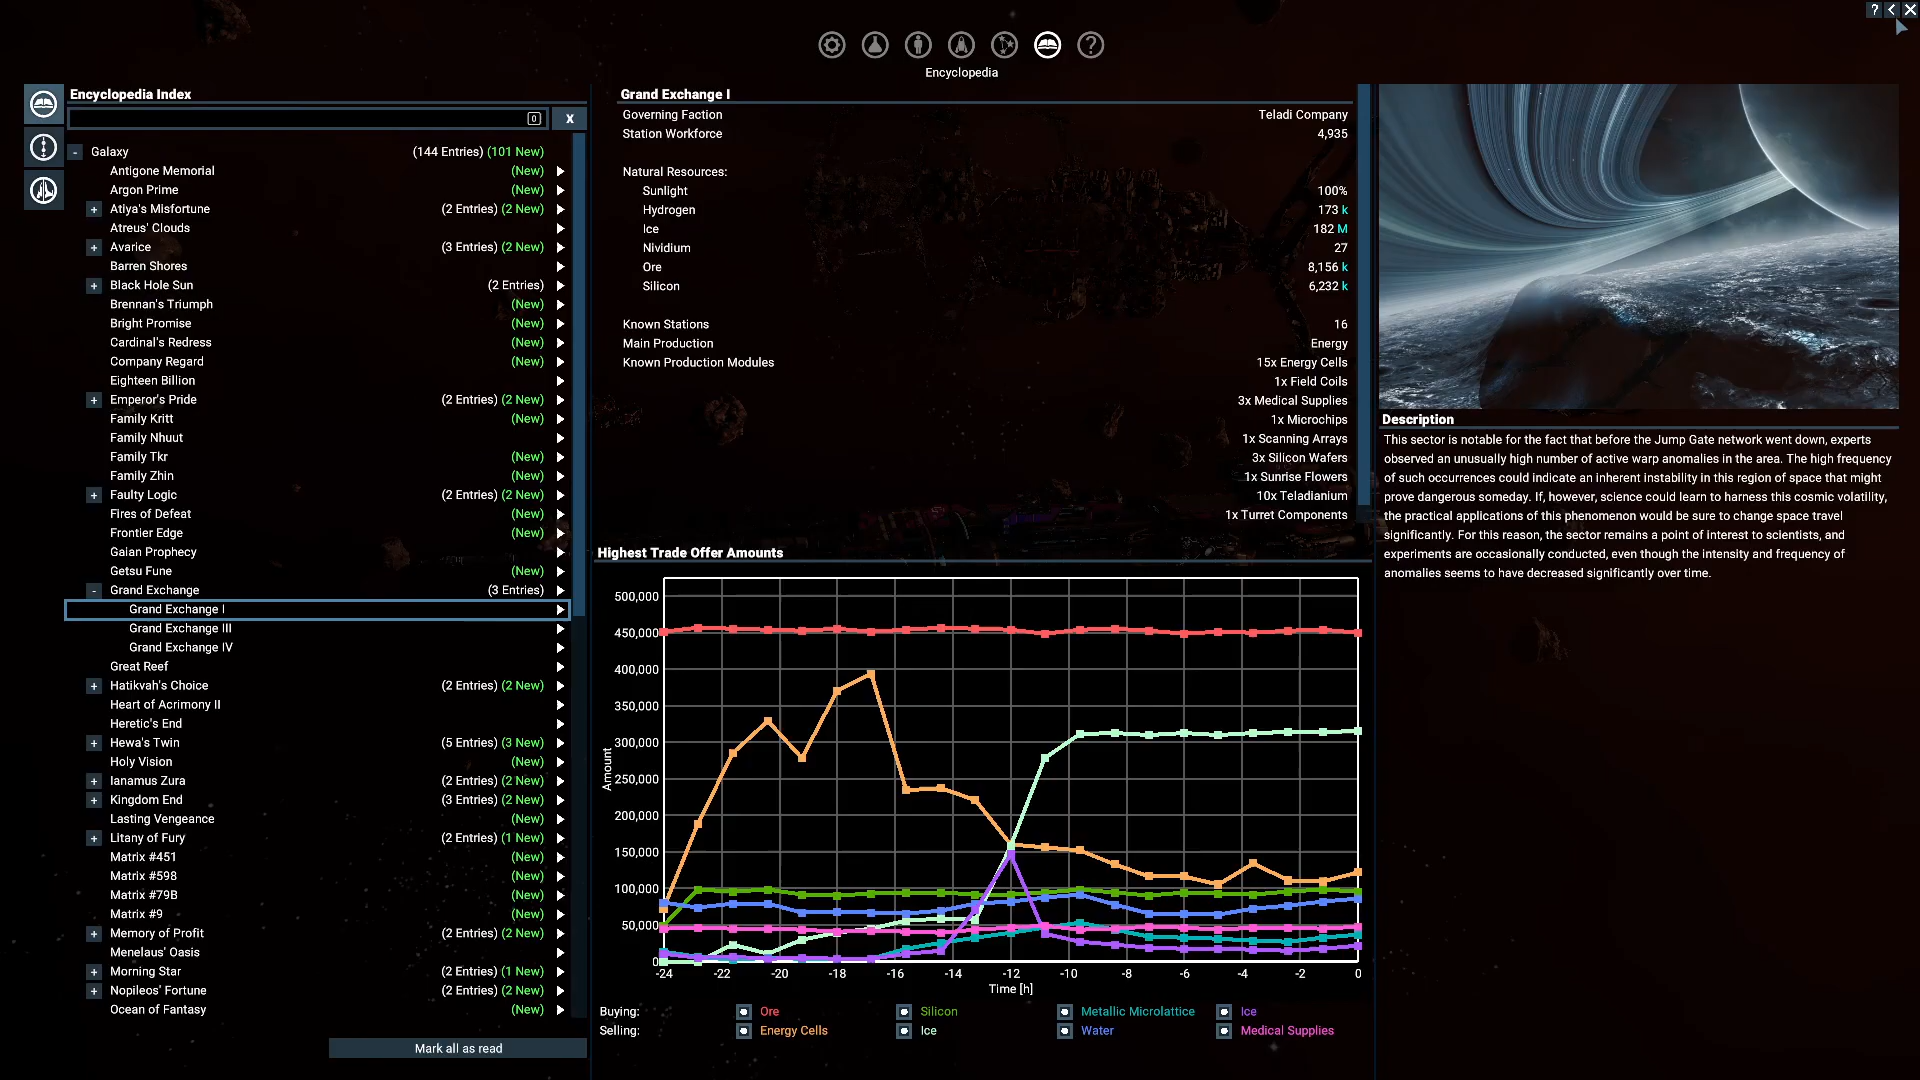 ?
Encyclopedia
Encyclopedia Index
0
X
- Galaxy (144 Entries) (101 New)
Antigone Memorial (New)
Argon Prime (New)
+ Atiya's Misfortune (2 Entries) (2 New)
Atreus' Clouds
+ Avarice (3 Entries) (2 New)
Barren Shores
+ Black Hole Sun (2 Entries)
Brennan's Triumph (New)
Bright Promise (New)
Cardinal's Redress (New)
Company Regard (New)
Eighteen Billion
+ Emperor's Pride (2 Entries) (2 New)
Family Kritt (New)
Family Nhuut
Family Tkr (New)
Family Zhin (New)
+ Faulty Logic (2 Entries) (2 New)
Fires of Defeat (New)
Frontier Edge (New)
Gaian Prophecy
Getsu Fune (New)
- Grand Exchange (3 Entries)
Grand Exchange I
Grand Exchange III
Grand Exchange IV
Great Reef
+ Hatikvah's Choice (2 Entries) (2 New)
Heart of Acrimony II
Heretic's End
+ Hewa's Twin (5 Entries) (3 New)
Holy Vision (New)
+ Ianamus Zura (2 Entries) (2 New)
+ Kingdom End (3 Entries) (2 New)
Lasting Vengeance (New)
+ Litany of Fury (2 Entries) (1 New)
Matrix #451 (New)
Matrix #598 (New)
Matrix #79B (New)
Matrix #9 (New)
+ Memory of Profit (2 Entries) (2 New)
Menelaus' Oasis
+ Morning Star (2 Entries) (1 New)
+ Nopileos' Fortune (2 Entries) (2 New)
Ocean of Fantasy (New)
Mark all as read
Grand Exchange I
Governing Faction Teladi Company
Station Workforce 4,935
Natural Resources:
Sunlight 100%
Hydrogen 173 k
Ice 182 M
Nividium 27
Ore 8,156 k
Silicon 6,232 k
Known Stations 16
Main Production Energy
Known Production Modules 15x Energy Cells
1x Field Coils
3x Medical Supplies
1x Microchips
1x Scanning Arrays
3x Silicon Wafers
1x Sunrise Flowers
10x Teladianium
1x Turret Components
Highest Trade Offer Amounts
500,000
450,000
400,000
350,000
300,000
250,000
200,000
150,000
100,000
50,000
0
Amount
-24 -22 -20 -18 -16 -14 -12 -10 -8 -6 -4 -2 0
Time [h]
Buying: Ore Silicon Metallic Microlattice Ice
Selling: Energy Cells Ice Water Medical Supplies
Description
This sector is notable for the fact that before the Jump Gate network went down, experts
observed an unusually high number of active warp anomalies in the area. The high frequency
of such occurrences could indicate an inherent instability in this region of space that might
prove dangerous someday. If, however, science could learn to harness this cosmic volatility,
the practical applications of this phenomenon would be sure to change space travel
significantly. For this reason, the sector remains a point of interest to scientists, and
experiments are occasionally conducted, even though the intensity and frequency of
anomalies seems to have decreased significantly over time.